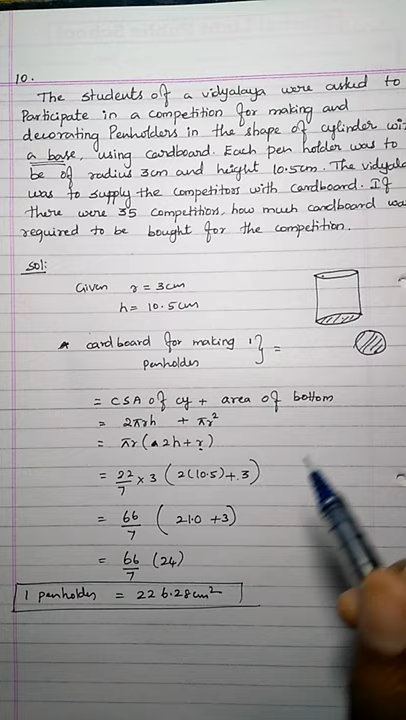 10.
The students of a vidyalaya were asked to
Participate in a competition for making and
decorating Penholders in the shape of cylinder wi
a base, using cardboard. Each pen holder was to
be of radius 3cm and height 10.5cm. The vidyal
was to supply the competitors with cardboard. If
there were 35 competitiors, how much cardboard wa
required to be bought for the competition.
Sol:
Given r = 3cm
h = 10.5cm
cardboard for making 1 } =
penholder
= CSA of cy + area of bottom
= 2πrh + πr²
= πr (2h + r)
= 22/7 × 3 ( 2(10.5) + 3 )
= 66/7 ( 21.0 + 3 )
= 66/7 (24)
1 penholder = 226.28cm²